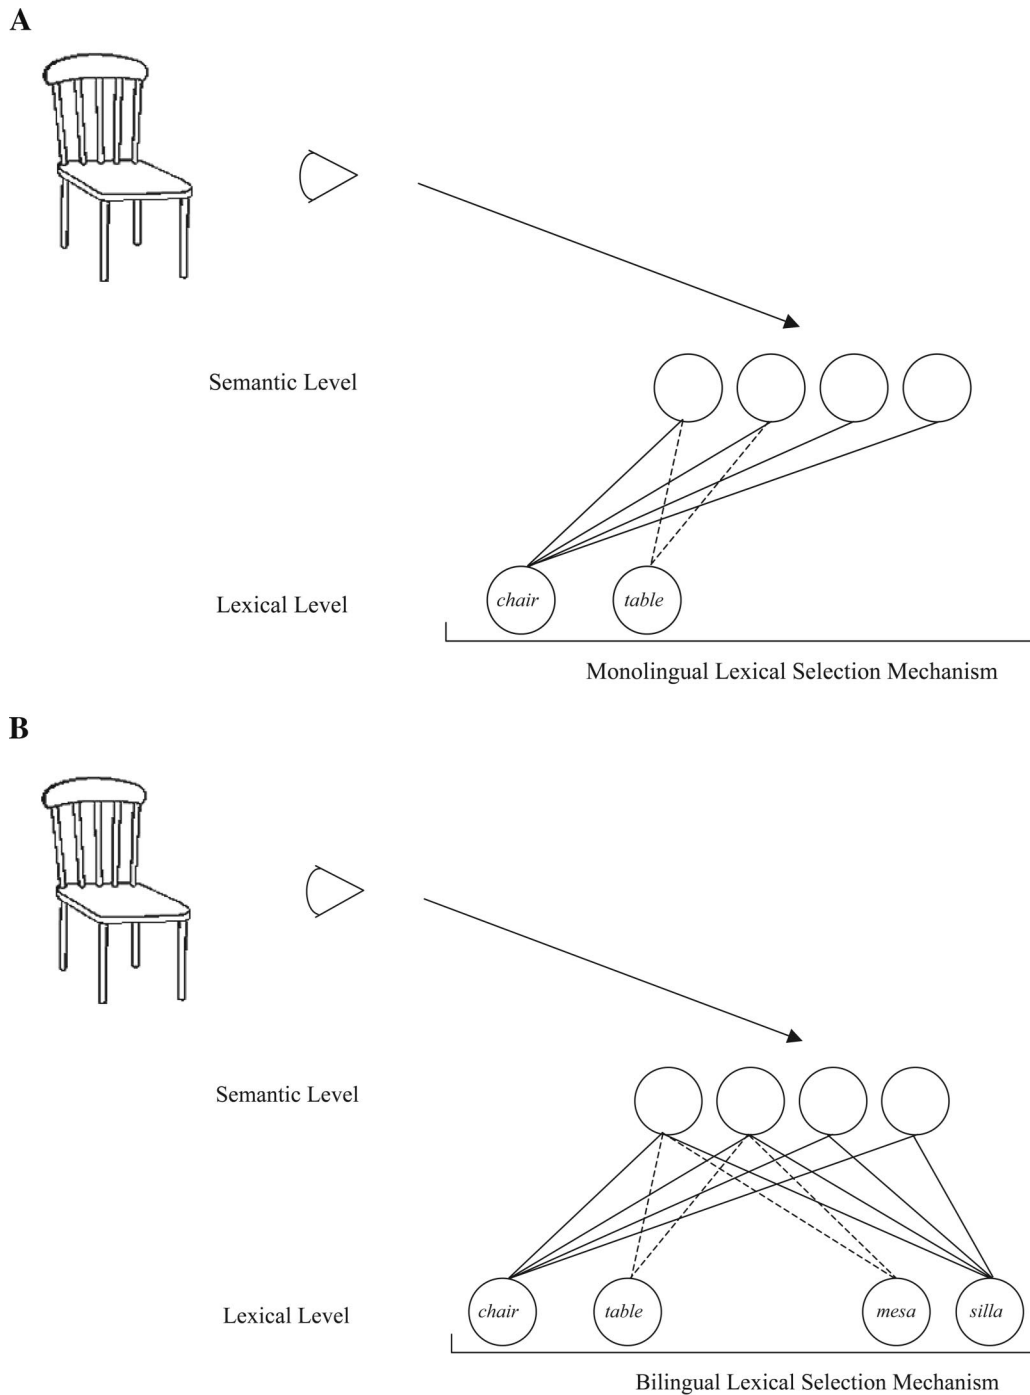 A
Semantic Level
Lexical Level
chair
table
Monolingual Lexical Selection Mechanism
B
Semantic Level
Lexical Level
chair
table
mesa
silla
Bilingual Lexical Selection Mechanism